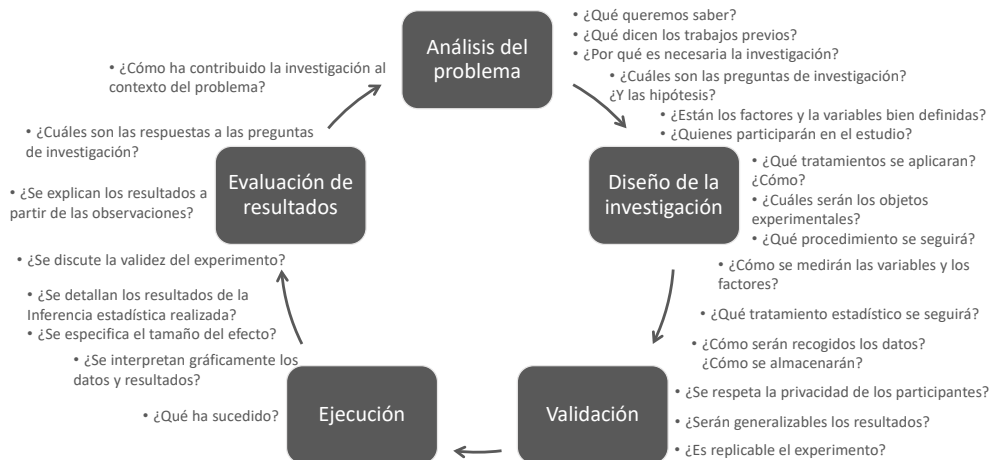 Análisis del
problema
• ¿Qué queremos saber?
• ¿Qué dicen los trabajos previos?
• ¿Por qué es necesaria la investigación?
• ¿Cuáles son las preguntas de investigación?
¿Y las hipótesis?
• ¿Están los factores y la variables bien definidas?
• ¿Quienes participarán en el estudio?
Diseño de la
investigación
• ¿Qué tratamientos se aplicaran?
¿Cómo?
• ¿Cuáles serán los objetos
experimentales?
• ¿Qué procedimiento se seguirá?
• ¿Cómo se medirán las variables y los
factores?
• ¿Qué tratamiento estadístico se seguirá?
• ¿Cómo serán recogidos los datos?
¿Cómo se almacenarán?
Validación
• ¿Se respeta la privacidad de los participantes?
• ¿Serán generalizables los resultados?
• ¿Es replicable el experimento?
Ejecución
• ¿Qué ha sucedido?
• ¿Se interpretan gráficamente los
datos y resultados?
• ¿Se detallan los resultados de la
Inferencia estadística realizada?
• ¿Se especifica el tamaño del efecto?
• ¿Se discute la validez del experimento?
Evaluación de
resultados
• ¿Se explican los resultados a
partir de las observaciones?
• ¿Cuáles son las respuestas a las preguntas
de investigación?
• ¿Cómo ha contribuido la investigación al
contexto del problema?